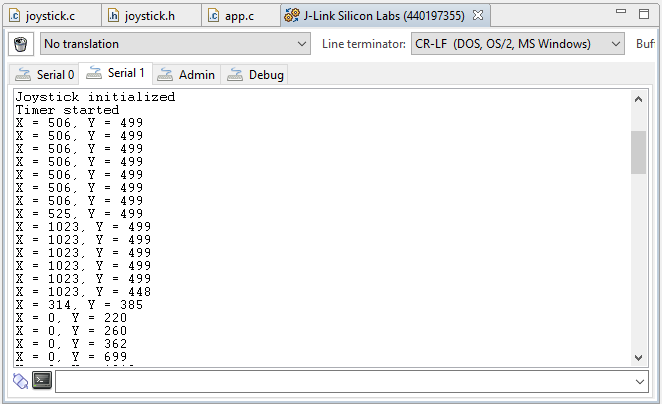 joystick.c joystick.h app.c J-Link Silicon Labs (440197355)
No translation Line terminator: CR-LF (DOS, OS/2, MS Windows) Buf
Serial 0 Serial 1 Admin Debug
Joystick initialized
Timer started
X = 506, Y = 499
X = 506, Y = 499
X = 506, Y = 499
X = 506, Y = 499
X = 506, Y = 499
X = 506, Y = 499
X = 506, Y = 499
X = 525, Y = 499
X = 1023, Y = 499
X = 1023, Y = 499
X = 1023, Y = 499
X = 1023, Y = 499
X = 1023, Y = 499
X = 1023, Y = 448
X = 314, Y = 385
X = 0, Y = 220
X = 0, Y = 260
X = 0, Y = 362
X = 0, Y = 699